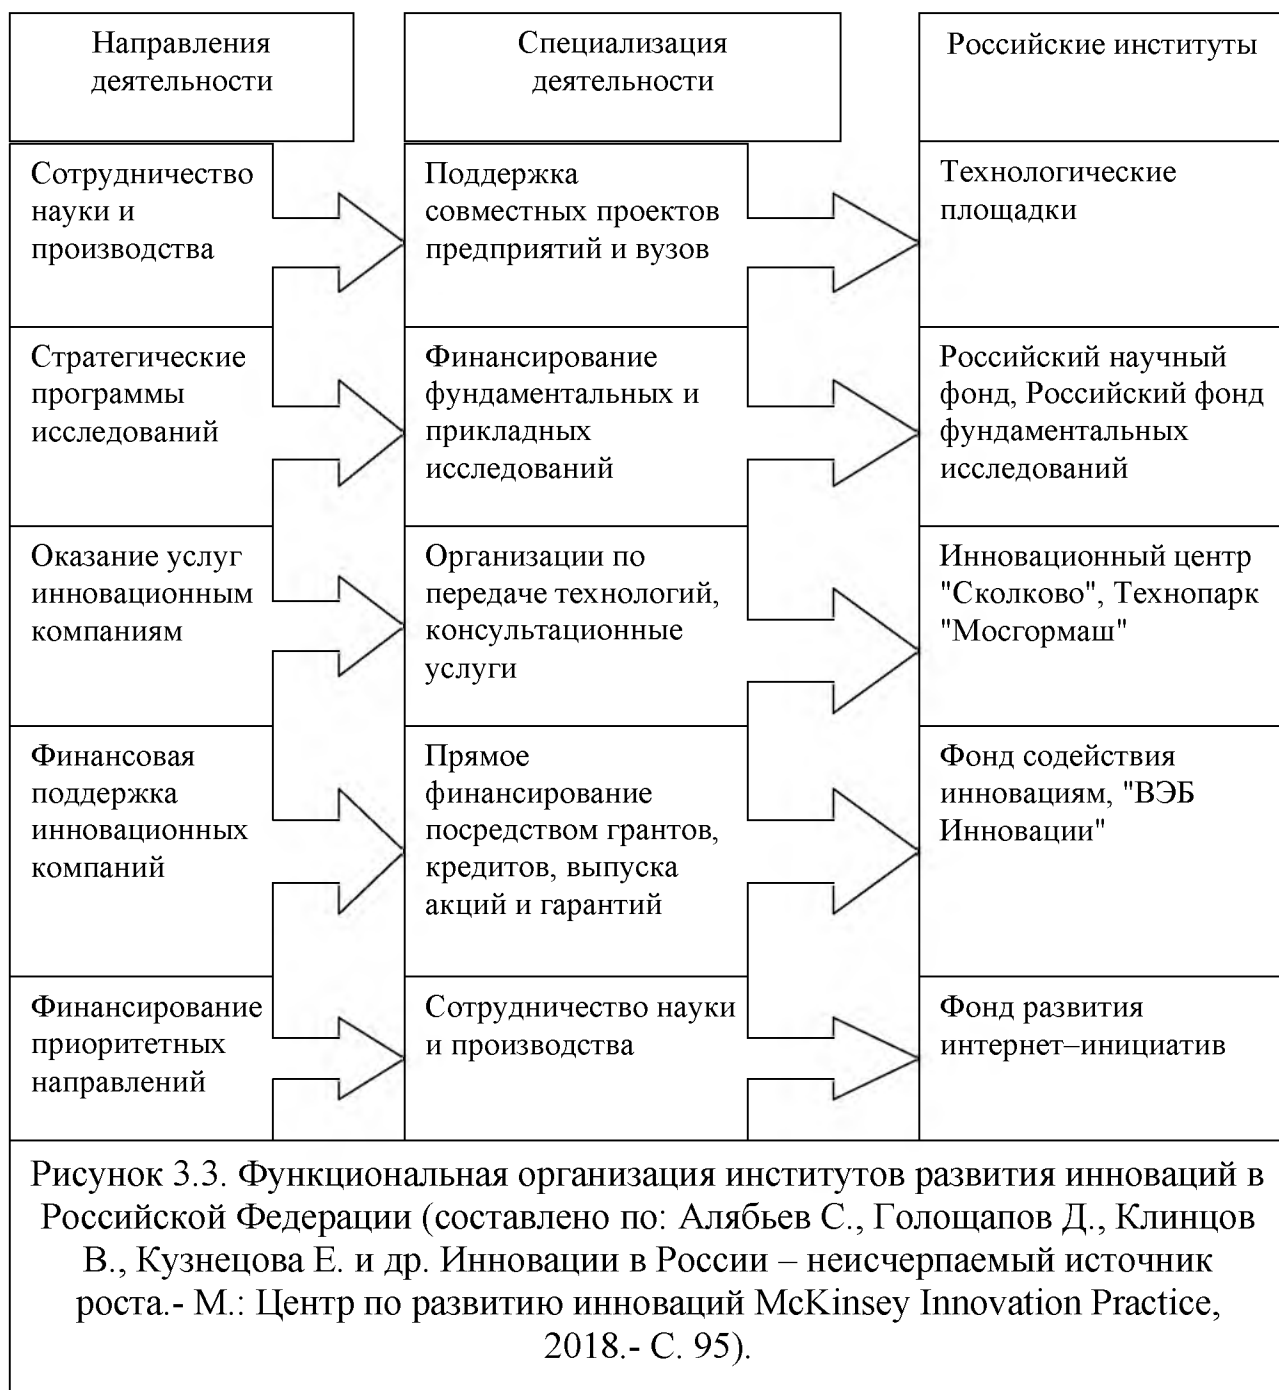 Направления
деятельности
Специализация
деятельности
Российские институты
Сотрудничество
науки и
производства
Поддержка
совместных проектов
предприятий и вузов
Технологические
площадки
Стратегические
программы
исследований
Финансирование
фундаментальных и
прикладных
исследований
Российский научный
фонд, Российский фонд
фундаментальных
исследований
Оказание услуг
инновационным
компаниям
Организации по
передаче технологий,
консультационные
услуги
Инновационный центр
"Сколково", Технопарк
"Мосгормаш"
Финансовая
поддержка
инновационных
компаний
Прямое
финансирование
посредством грантов,
кредитов, выпуска
акций и гарантий
Фонд содействия
инновациям, "ВЭБ
Инновации"
Финансирование
приоритетных
направлений
Сотрудничество науки
и производства
Фонд развития
интернет–инициатив
Рисунок 3.3. Функциональная организация институтов развития инноваций в
Российской Федерации (составлено по: Алябьев С., Голощапов Д., Клинцов
В., Кузнецова Е. и др. Инновации в России – неисчерпаемый источник
роста.- М.: Центр по развитию инноваций McKinsey Innovation Practice,
2018.- С. 95).